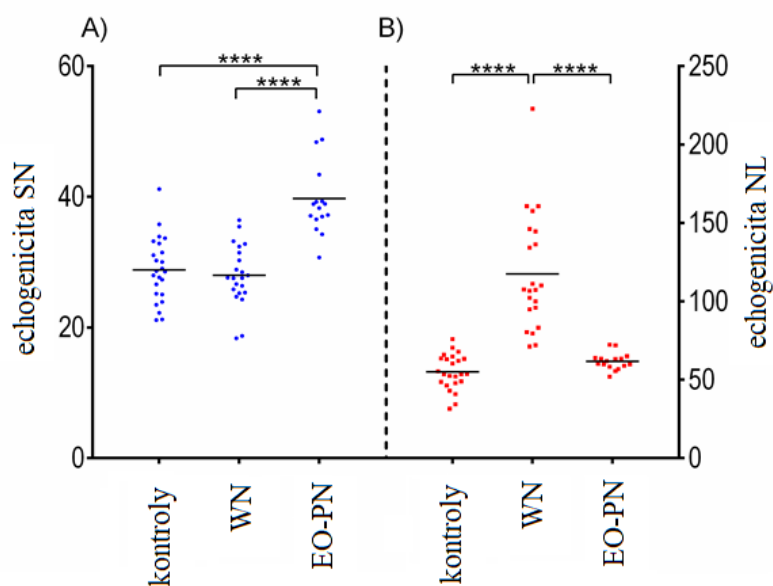 A)
B)
****
****
****
****
60
40
20
0
echogenicita SN
250
200
150
100
50
0
echogenicita NL
kontroly
WN
EO-PN
kontroly
WN
EO-PN